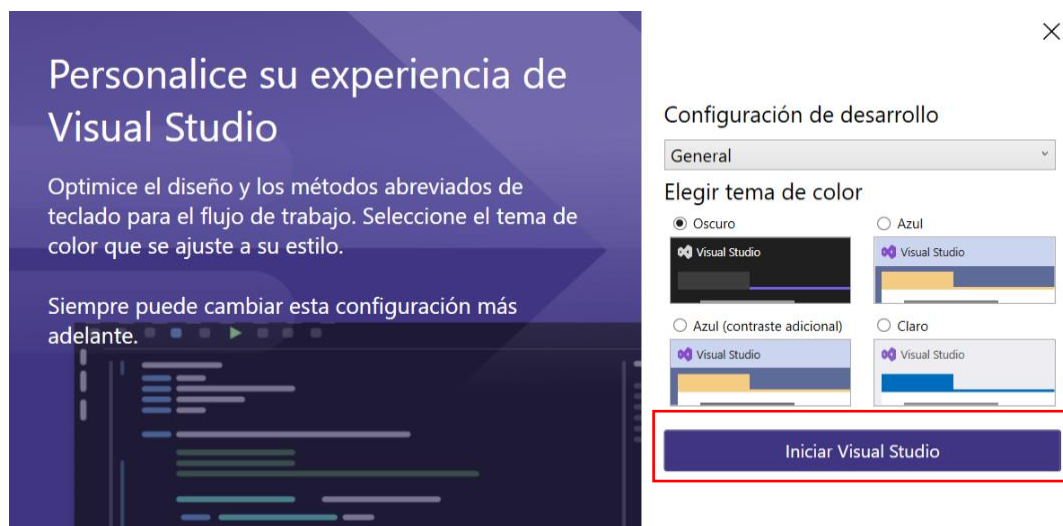 Personalice su experiencia de
Visual Studio
Optimice el diseño y los métodos abreviados de
teclado para el flujo de trabajo. Seleccione el tema de
color que se ajuste a su estilo.
Siempre puede cambiar esta configuración más
adelante.
Configuración de desarrollo
General
Elegir tema de color
Oscuro
Azul
Visual Studio
Visual Studio
Azul (contraste adicional)
Claro
Visual Studio
Visual Studio
Iniciar Visual Studio